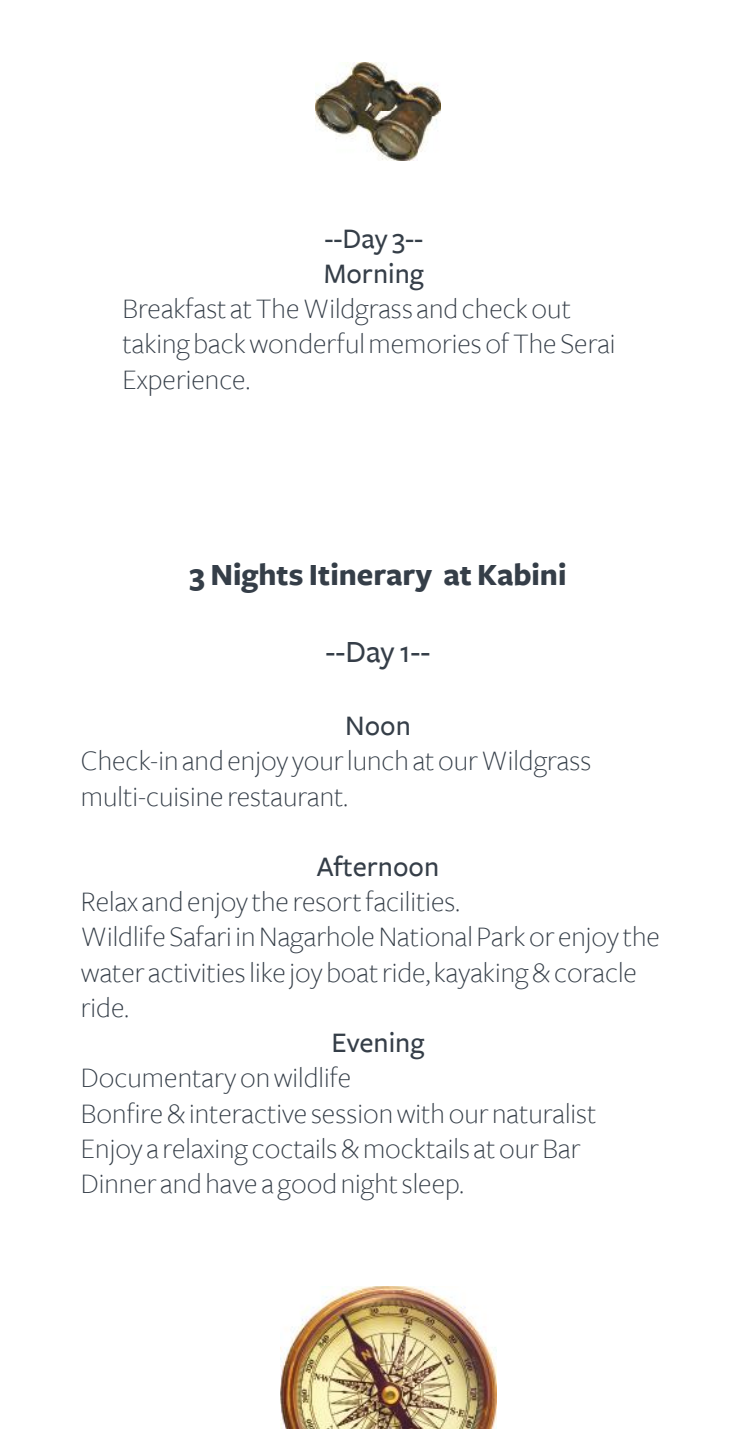 --Day 3--
Morning
Breakfast at The Wildgrass and check out
taking back wonderful memories of The Serai
Experience.
3 Nights Itinerary at Kabini
--Day 1--
Noon
Check-in and enjoy your lunch at our Wildgrass
multi-cuisine restaurant.
Afternoon
Relax and enjoy the resort facilities.
Wildlife Safari in Nagarhole National Park or enjoy the
water activities like joy boat ride, kayaking & coracle
ride.
Evening
Documentary on wildlife
Bonfire & interactive session with our naturalist
Enjoy a relaxing coctails & mocktails at our Bar
Dinner and have a good night sleep.
N
N-E
E
S-E
N-W